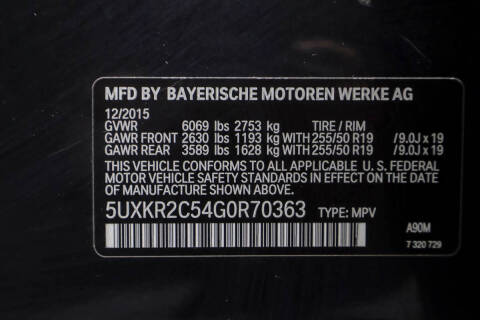 MFD BY BAYERISCHE MOTOREN WERKE AG
12/2015
GVWR 6069 lbs 2753 kg TIRE / RIM
GAWR FRONT 2630 lbs 1193 kg WITH 255/50 R19 /9.0J x 19
GAWR REAR 3589 lbs 1628 kg WITH 255/50 R19 /9.0J x 19
THIS VEHICLE CONFORMS TO ALL APPLICABLE U. S. FEDERAL
MOTOR VEHICLE SAFETY STANDARDS IN EFFECT ON THE DATE
OF MANUFACTURE SHOWN ABOVE.
5UXKR2C54G0R70363 TYPE: MPV
A90M
7 320 729